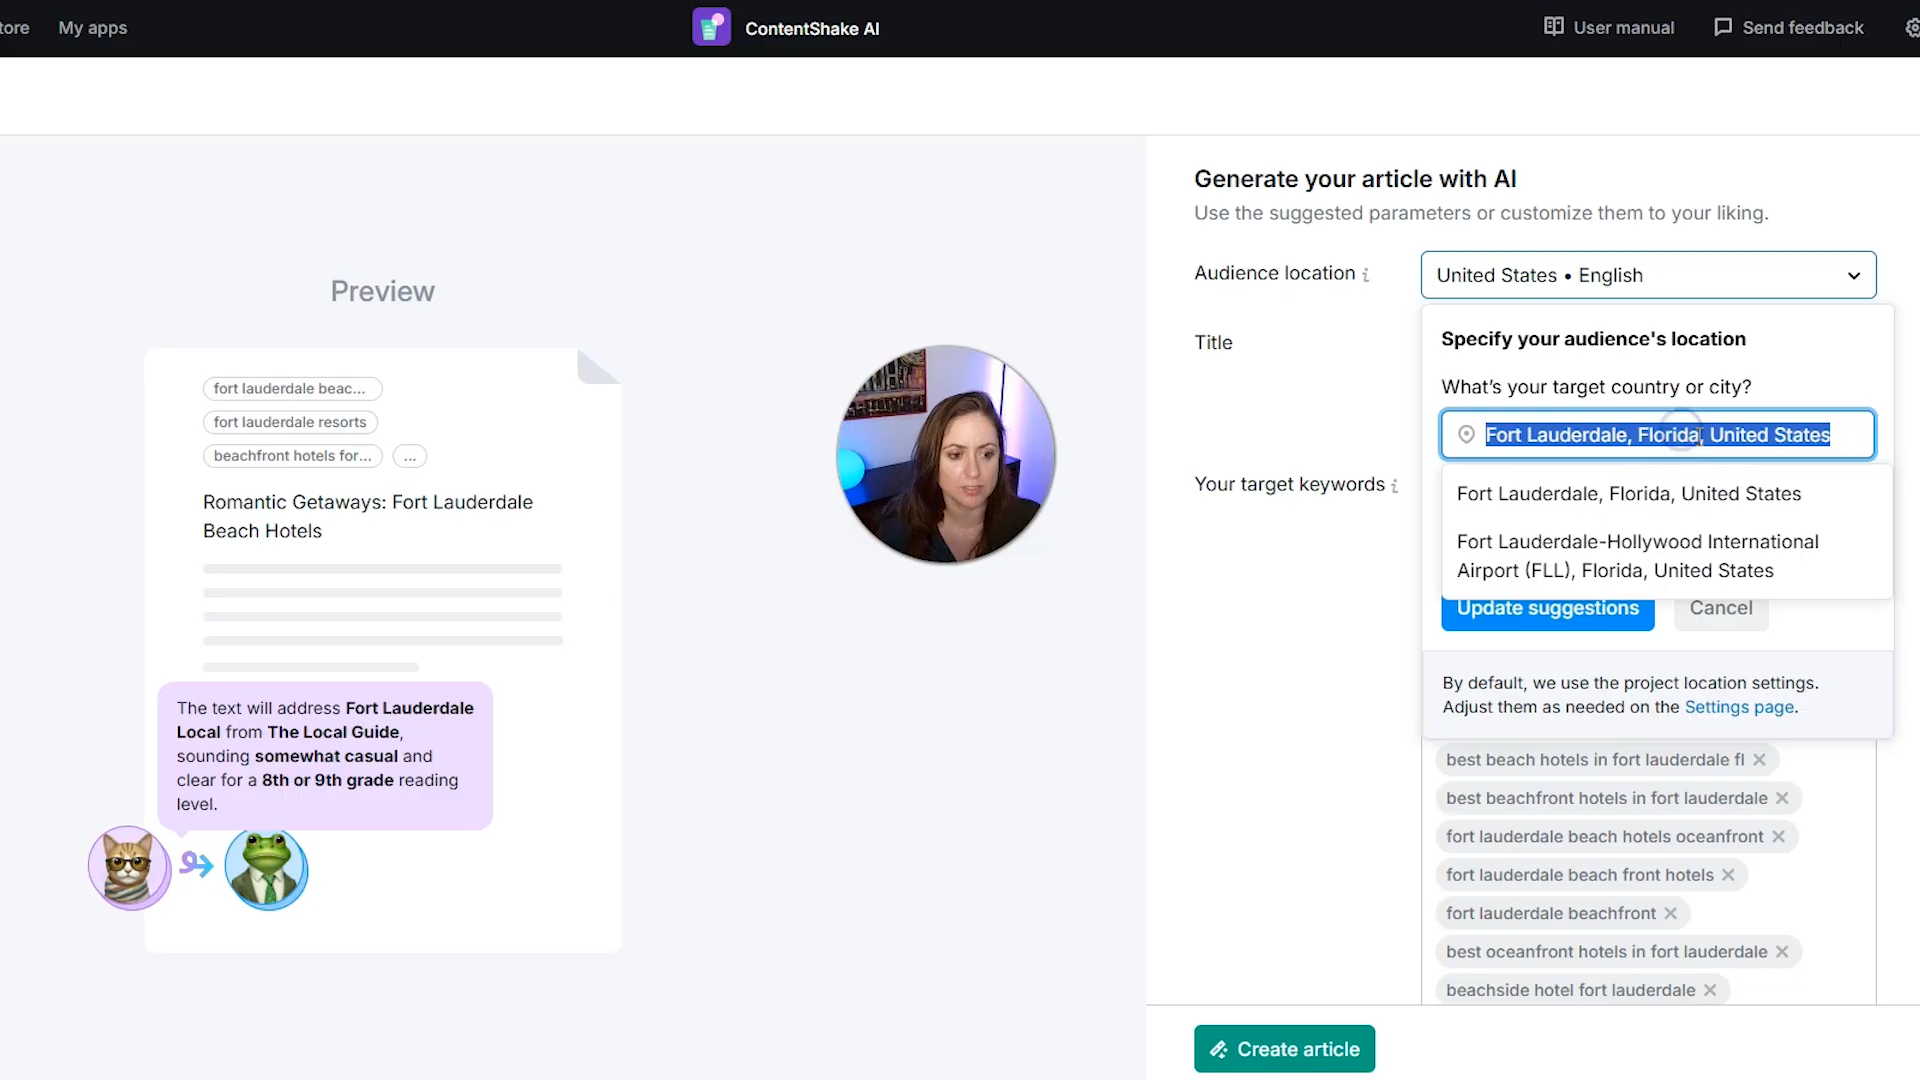 My apps
ContentShake AI
User manual
Send feedback
Generate your article with AI
Use the suggested parameters or customize them to your liking.
Audience location
United States • English
Preview
Specify your audience's location
Title
What's your target country or city?
fort lauderdale beac...
fort lauderdale resorts
beachfront hotels for...
...
Fort Lauderdale, Florida, United States
Your target keywords
Fort Lauderdale, Florida, United States
Romantic Getaways: Fort Lauderdale
Beach Hotels
Fort Lauderdale-Hollywood International
Airport (FLL), Florida, United States
Update suggestions
Cancel
By default, we use the project location settings.
Adjust them as needed on the Settings page.
The text will address Fort Lauderdale
Local from The Local Guide,
sounding somewhat casual and
clear for a 8th or 9th grade reading
level.
best beach hotels in fort lauderdale fl
best beachfront hotels in fort lauderdale
fort lauderdale beach hotels oceanfront
fort lauderdale beach front hotels
fort lauderdale beachfront
best oceanfront hotels in fort lauderdale
beachside hotel fort lauderdale
Create article